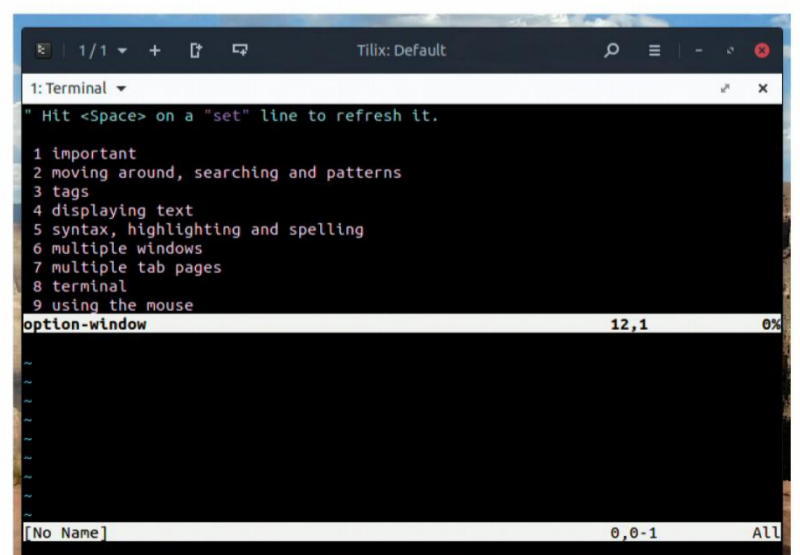 1/1 + Tilix: Default
1: Terminal
" Hit <Space> on a "set" line to refresh it.
1 important
2 moving around, searching and patterns
3 tags
4 displaying text
5 syntax, highlighting and spelling
6 multiple windows
7 multiple tab pages
8 terminal
9 using the mouse
option-window 12,1 0%
~
~
~
~
~
~
~
~
~
[No Name] 0,0-1 All